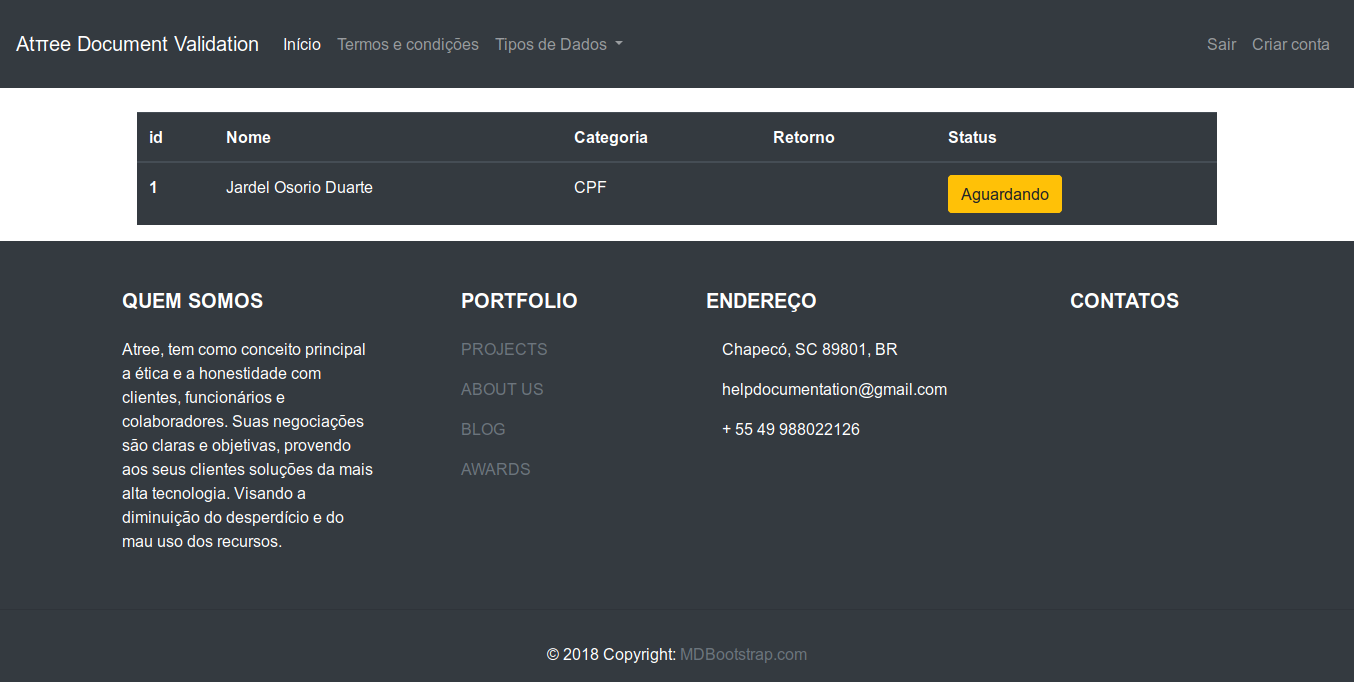 Atπee Document Validation Início Termos e condições Tipos de Dados Sair Criar conta
id Nome Categoria Retorno Status
1 Jardel Osorio Duarte CPF Aguardando
QUEM SOMOS
Atree, tem como conceito principal
a ética e a honestidade com
clientes, funcionários e
colaboradores. Suas negociações
são claras e objetivas, provendo
aos seus clientes soluções da mais
alta tecnologia. Visando a
diminuição do desperdício e do
mau uso dos recursos.
PORTFOLIO
PROJECTS
ABOUT US
BLOG
AWARDS
ENDEREÇO
Chapecó, SC 89801, BR
helpdocumentation@gmail.com
+ 55 49 988022126
CONTATOS
© 2018 Copyright: MDBootstrap.com